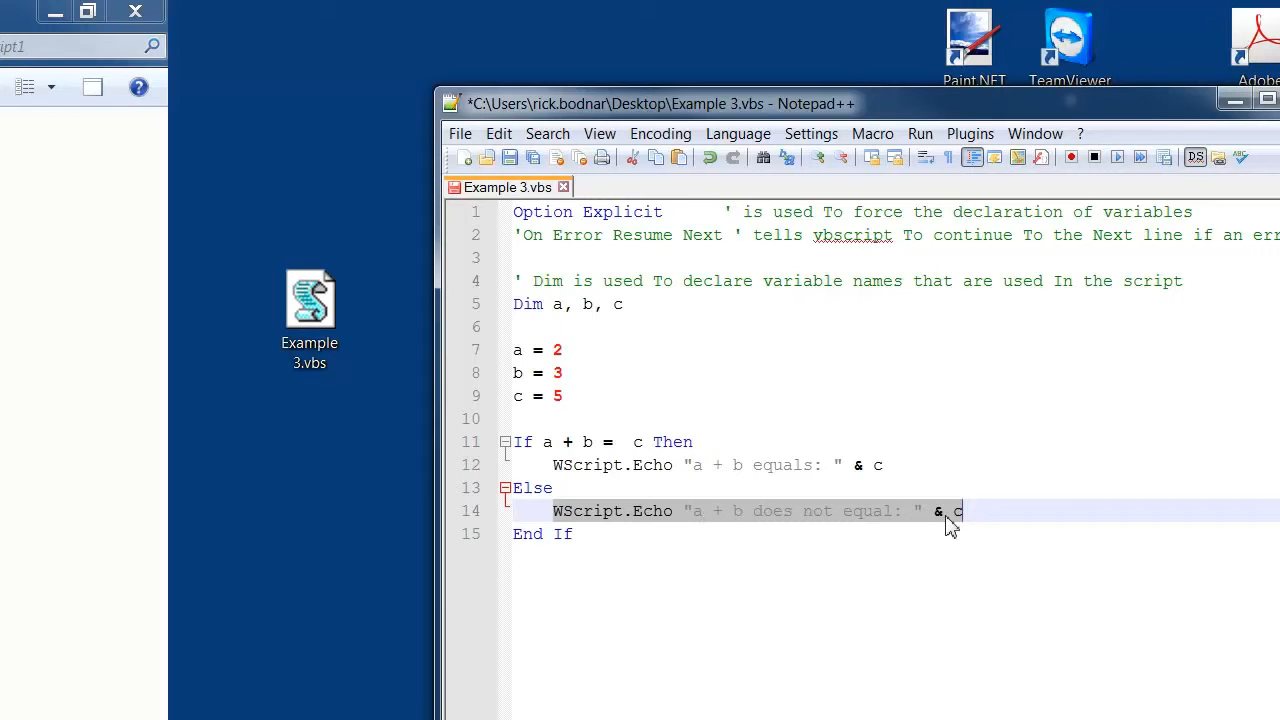 ipt1
Paint.NET
TeamViewer
Adob
*C:\Users\rick.bodnar\Desktop\Example 3.vbs - Notepad++
File Edit Search View Encoding Language Settings Macro Run Plugins Window ?
Example 3.vbs
1 Option Explicit ' is used To force the declaration of variables
2 'On Error Resume Next ' tells vbscript To continue To the Next line if an err
3
4 ' Dim is used To declare variable names that are used In the script
5 Dim a, b, c
6
7 a = 2
8 b = 3
9 c = 5
10
11 If a + b =  c Then
12 WScript.Echo "a + b equals: " & c
13 Else
14 WScript.Echo "a + b does not equal: " & c
15 End If
Example
3.vbs